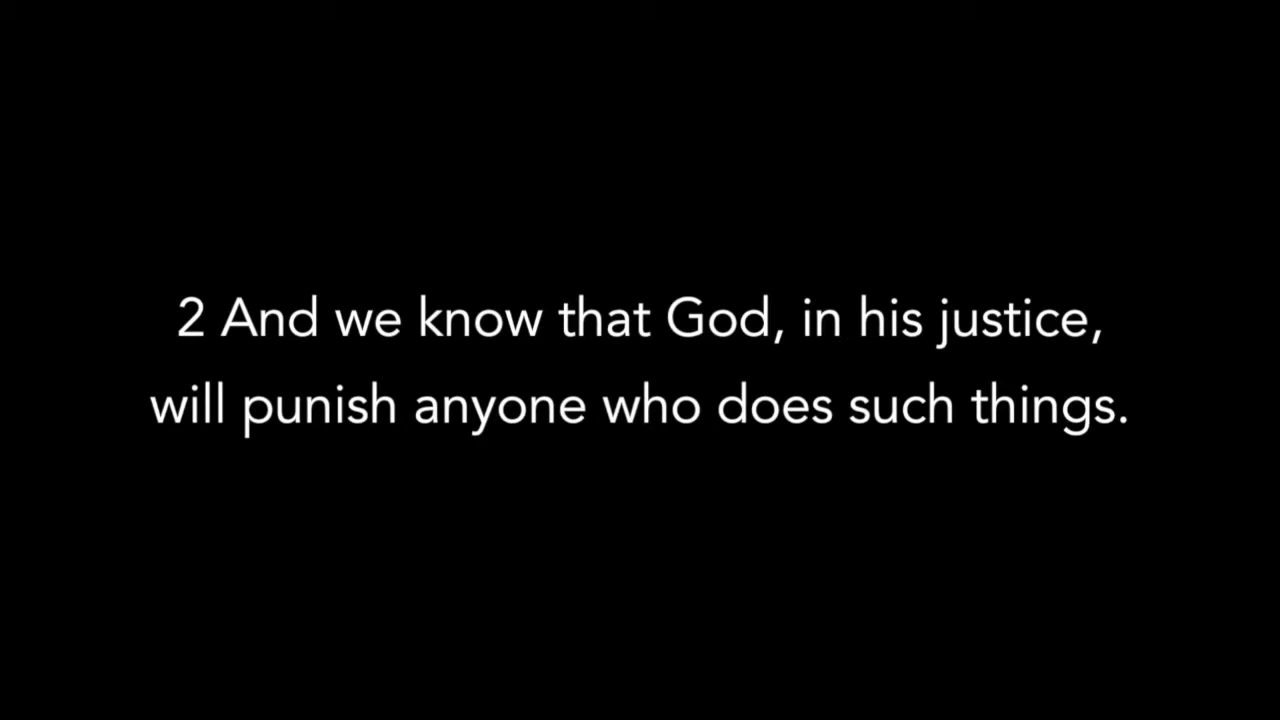 2 And we know that God, in his justice,
will punish anyone who does such things.